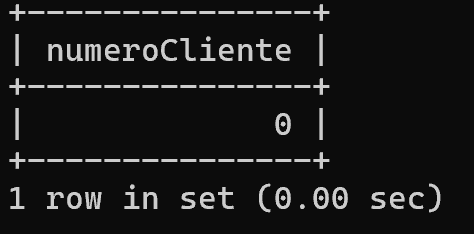 +---------------+
| numeroCliente |
+---------------+
|             0 |
+---------------+
1 row in set (0.00 sec)